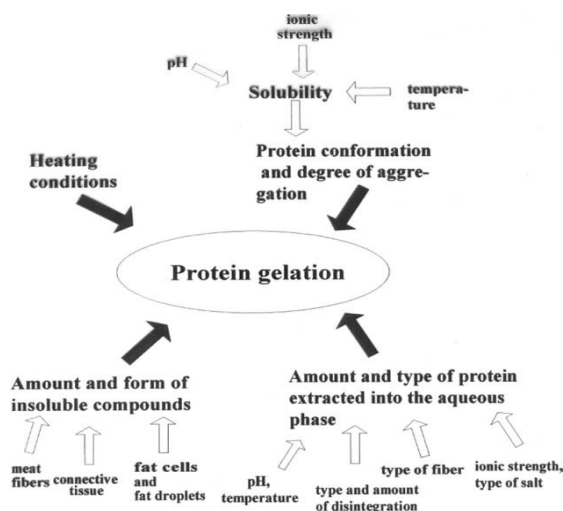 ionic
strength
pH
Solubility
tempera-
ture
Protein conformation
and degree of aggre-
gation
Heating
conditions
Protein gelation
Amount and form of
insoluble compounds
Amount and type of protein
extracted into the aqueous
phase
meat
fibers
connective
tissue
fat cells
and
fat droplets
pH,
temperature
type and amount
of disintegration
type of fiber
ionic strength,
type of salt